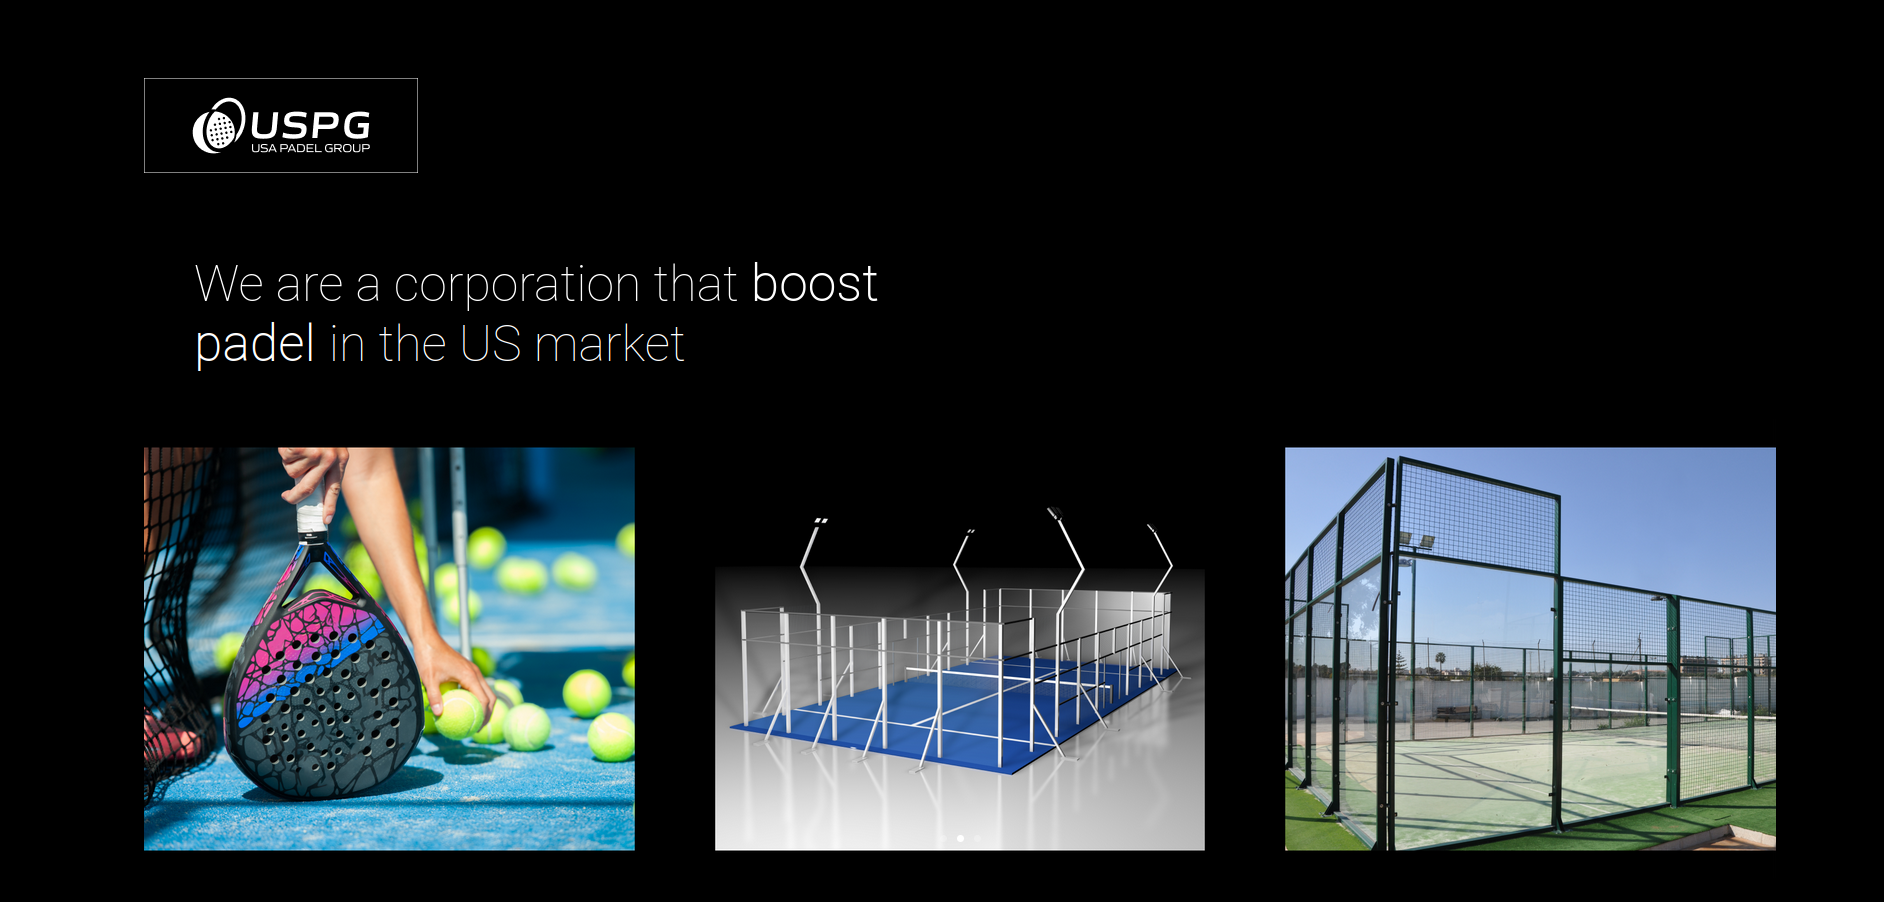 USPG
USA PADEL GROUP
We are a corporation that boost
padel in the US market